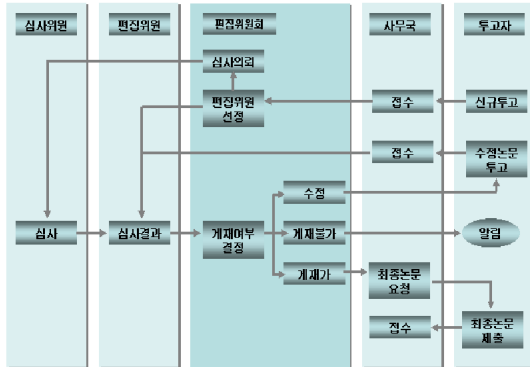 심사위원
편집위원
편집위원회
사무국
투고자
심사의뢰
편집위원
선정
접수
신규투고
접수
수정논문
투고
수정
심사
심사결과
게재여부
결정
게재불가
알림
게재가
최종논문
요청
접수
최종논문
제출